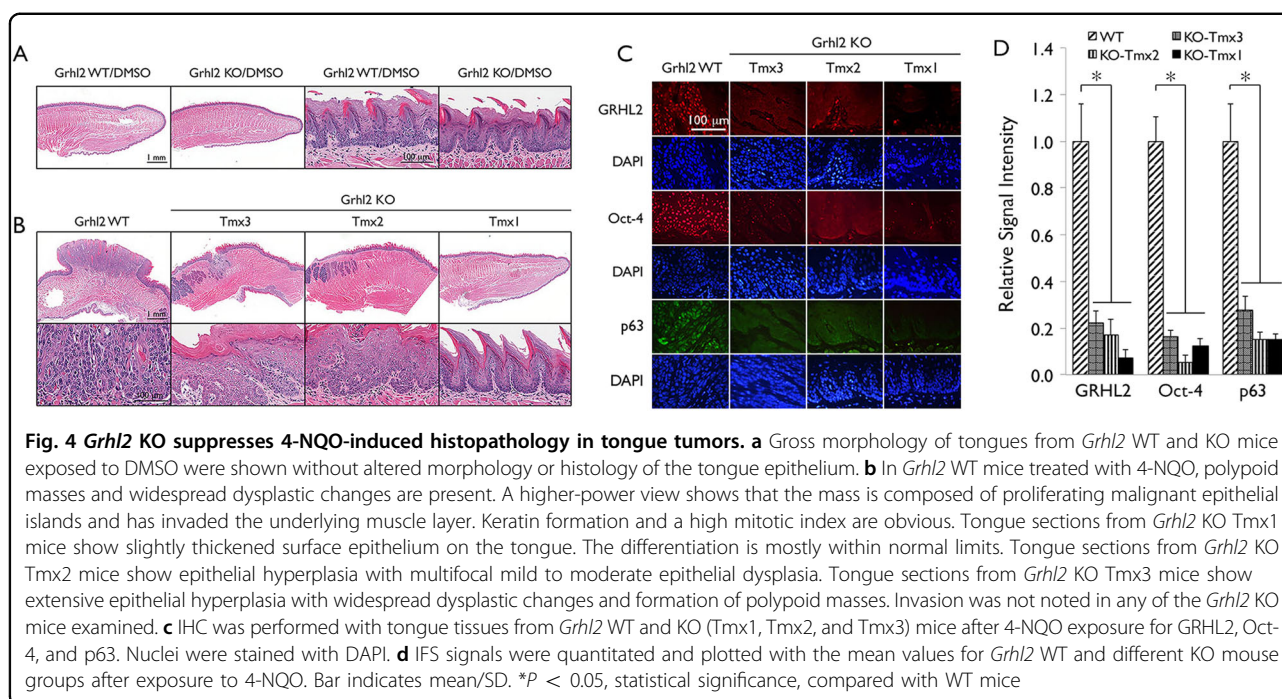 A
Grhl2 WT/DMSO Grhl2 KO/DMSO Grhl2 WT/DMSO Grhl2 KO/DMSO
1 mm
100 μm
B
Grhl2 KO
Grhl2 WT Tmx3 Tmx2 Tmx1
1 mm
100 μm
C
Grhl2 KO
Grhl2 WT Tmx3 Tmx2 Tmx1
GRHL2
100 μm
DAPI
Oct-4
DAPI
p63
DAPI
D
WT KO-Tmx3
KO-Tmx2 KO-Tmx1
Relative Signal Intensity
1.4
1.2
1.0
0.8
0.6
0.4
0.2
0.0
* * *
GRHL2 Oct-4 p63
Fig. 4 Grhl2 KO suppresses 4-NQO-induced histopathology in tongue tumors. a Gross morphology of tongues from Grhl2 WT and KO mice
exposed to DMSO were shown without altered morphology or histology of the tongue epithelium. b In Grhl2 WT mice treated with 4-NQO, polypoid
masses and widespread dysplastic changes are present. A higher-power view shows that the mass is composed of proliferating malignant epithelial
islands and has invaded the underlying muscle layer. Keratin formation and a high mitotic index are obvious. Tongue sections from Grhl2 KO Tmx1
mice show slightly thickened surface epithelium on the tongue. The differentiation is mostly within normal limits. Tongue sections from Grhl2 KO
Tmx2 mice show epithelial hyperplasia with multifocal mild to moderate epithelial dysplasia. Tongue sections from Grhl2 KO Tmx3 mice show
extensive epithelial hyperplasia with widespread dysplastic changes and formation of polypoid masses. Invasion was not noted in any of the Grhl2 KO
mice examined. c IHC was performed with tongue tissues from Grhl2 WT and KO (Tmx1, Tmx2, and Tmx3) mice after 4-NQO exposure for GRHL2, Oct-
4, and p63. Nuclei were stained with DAPI. d IFS signals were quantitated and plotted with the mean values for Grhl2 WT and different KO mouse
groups after exposure to 4-NQO. Bar indicates mean/SD. *P < 0.05, statistical significance, compared with WT mice